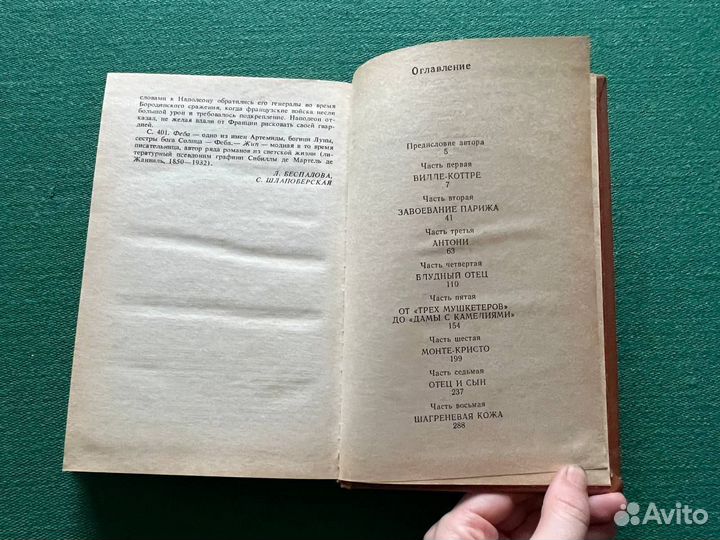 словами к Наполеону обратились его генералы во время
Бородинского сражения, когда французские войска несли
большой урон и требовалось подкрепление. Наполеон от-
казал, не желая вдали от Франции рисковать своей гвар-
дией.
С. 401. Феба — одно из имен Артемиды, богини Луны,
сестры бога Солнца — Феба.— Жип — модная в то время
писательница, автор ряда романов из светской жизни (ли-
тературный псевдоним графини Сибиллы де Мартель де
Жанвиль, 1850—1932).
Л. БЕСПАЛОВА,
С. ШЛАПОБЕРСКАЯ
Оглавление
Предисловие автора
5
Часть первая
ВИЛЛЕ-КОТТРЕ
7
Часть вторая
ЗАВОЕВАНИЕ ПАРИЖА
41
Часть третья
АНТОНИ
63
Часть четвертая
БЛУДНЫЙ ОТЕЦ
110
Часть пятая
ОТ «ТРЕХ МУШКЕТЕРОВ»
ДО «ДАМЫ С КАМЕЛИЯМИ»
154
Часть шестая
МОНТЕ-КРИСТО
199
Часть седьмая
ОТЕЦ И СЫН
237
Часть восьмая
ШАГРЕНЕВАЯ КОЖА
288
Avito